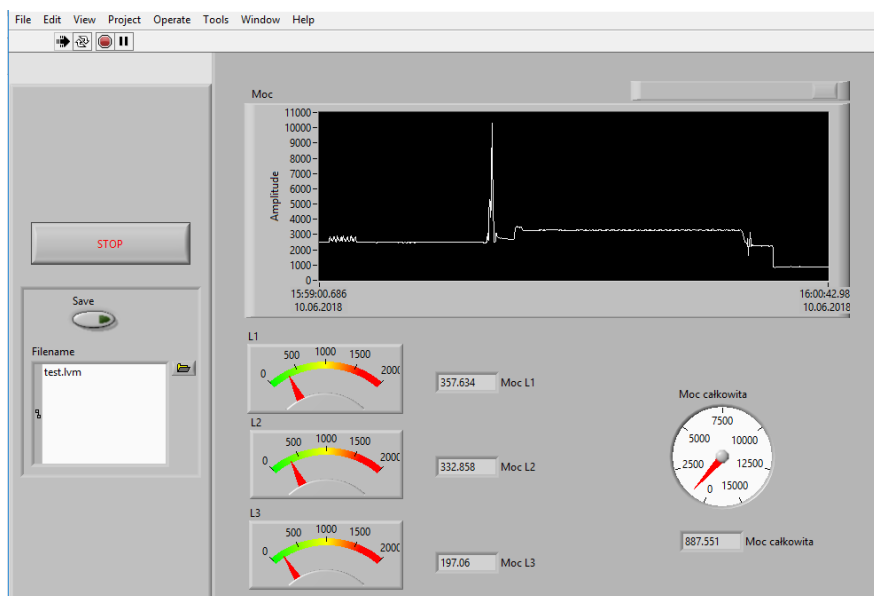 File Edit View Project Operate Tools Window Help
Moc
11000
10000
9000
8000
7000
6000
5000
4000
3000
2000
1000
0
Amplitude
15:59:00.686
10.06.2018
16:00:42.98
10.06.2018
STOP
Save
Filename
test.lvm
L1
0 500 1000 1500 2000
357.634 Moc L1
L2
0 500 1000 1500 2000
332.858 Moc L2
L3
0 500 1000 1500 2000
197.06 Moc L3
Moc całkowita
0 2500 5000 7500 10000 12500 15000
887.551 Moc całkowita